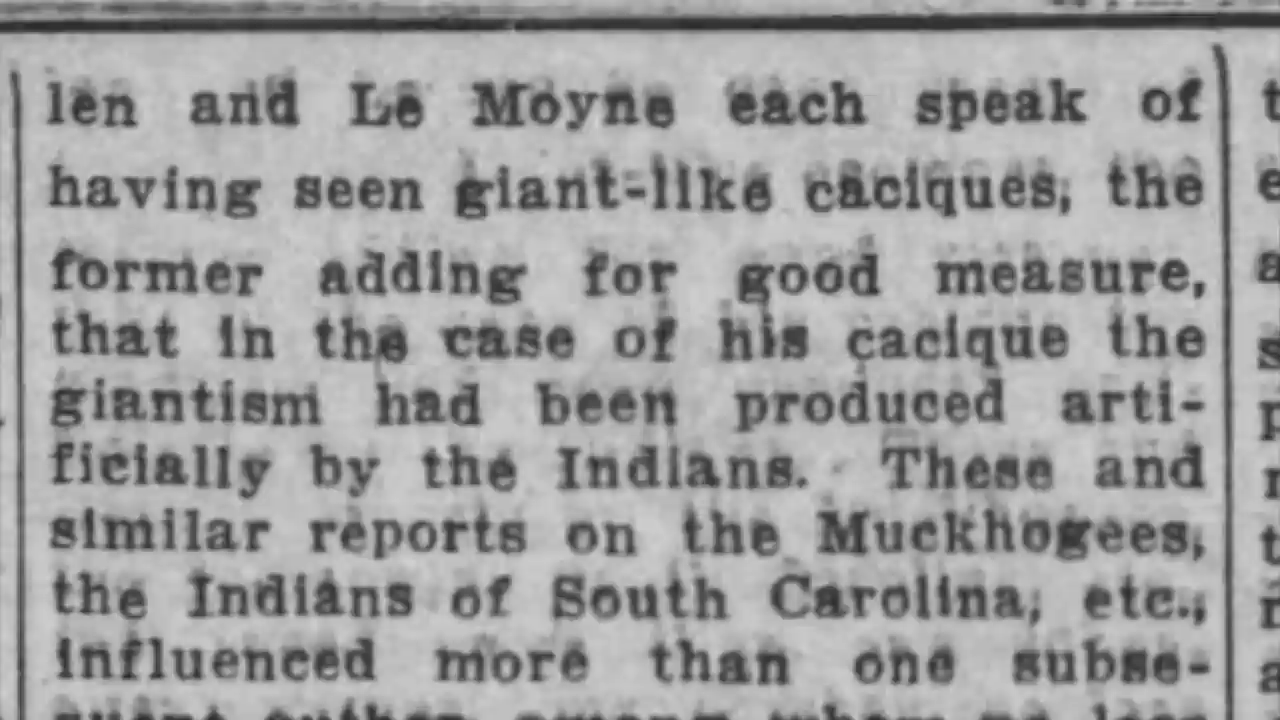 len and Le Moyne each speak of
having seen giant-like caciques, the
former adding for good measure,
that in the case of his cacique the
giantism had been produced arti-
ficially by the Indians. These and
similar reports on the Muckhogees,
the Indians of South Carolina, etc.,
influenced more than one subse-